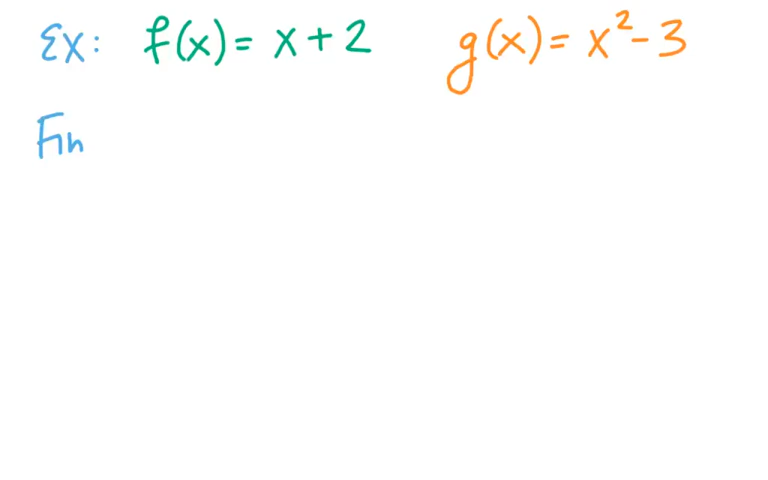 Ex: f(x) = x + 2 g(x) = x² - 3
Fin